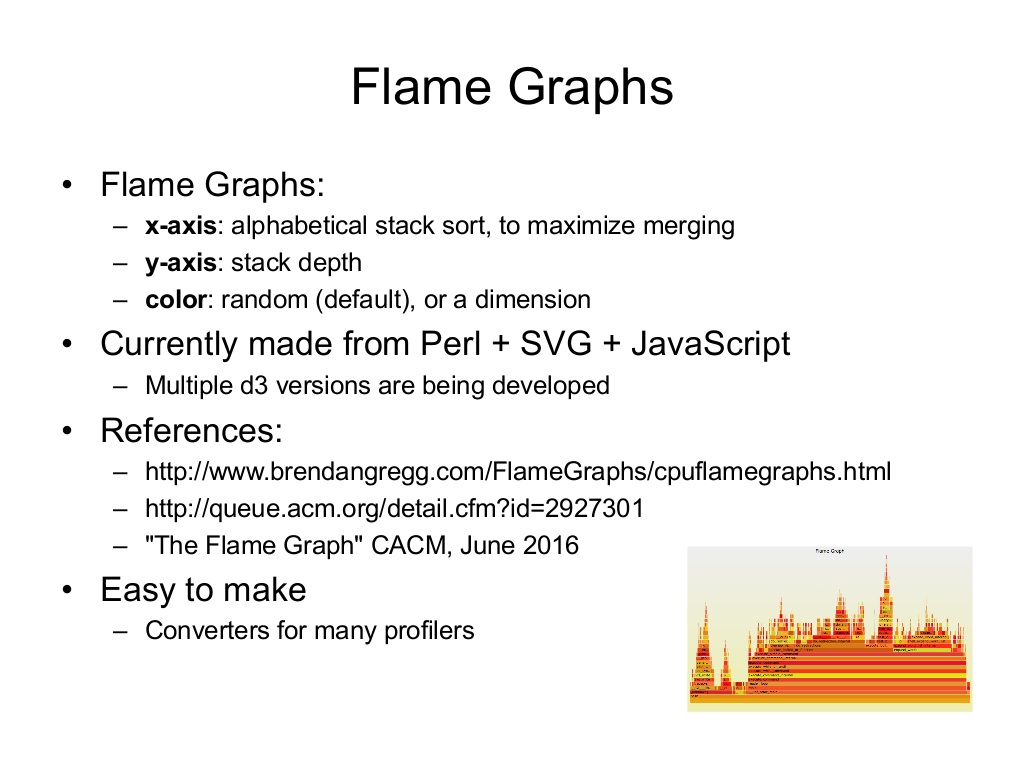 Flame Graphs
• Flame Graphs:
– x-axis: alphabetical stack sort, to maximize merging
– y-axis: stack depth
– color: random (default), or a dimension
• Currently made from Perl + SVG + JavaScript
– Multiple d3 versions are being developed
• References:
– http://www.brendangregg.com/FlameGraphs/cpuflamegraphs.html
– http://queue.acm.org/detail.cfm?id=2927301
– "The Flame Graph" CACM, June 2016
• Easy to make
– Converters for many profilers
Flame Graph